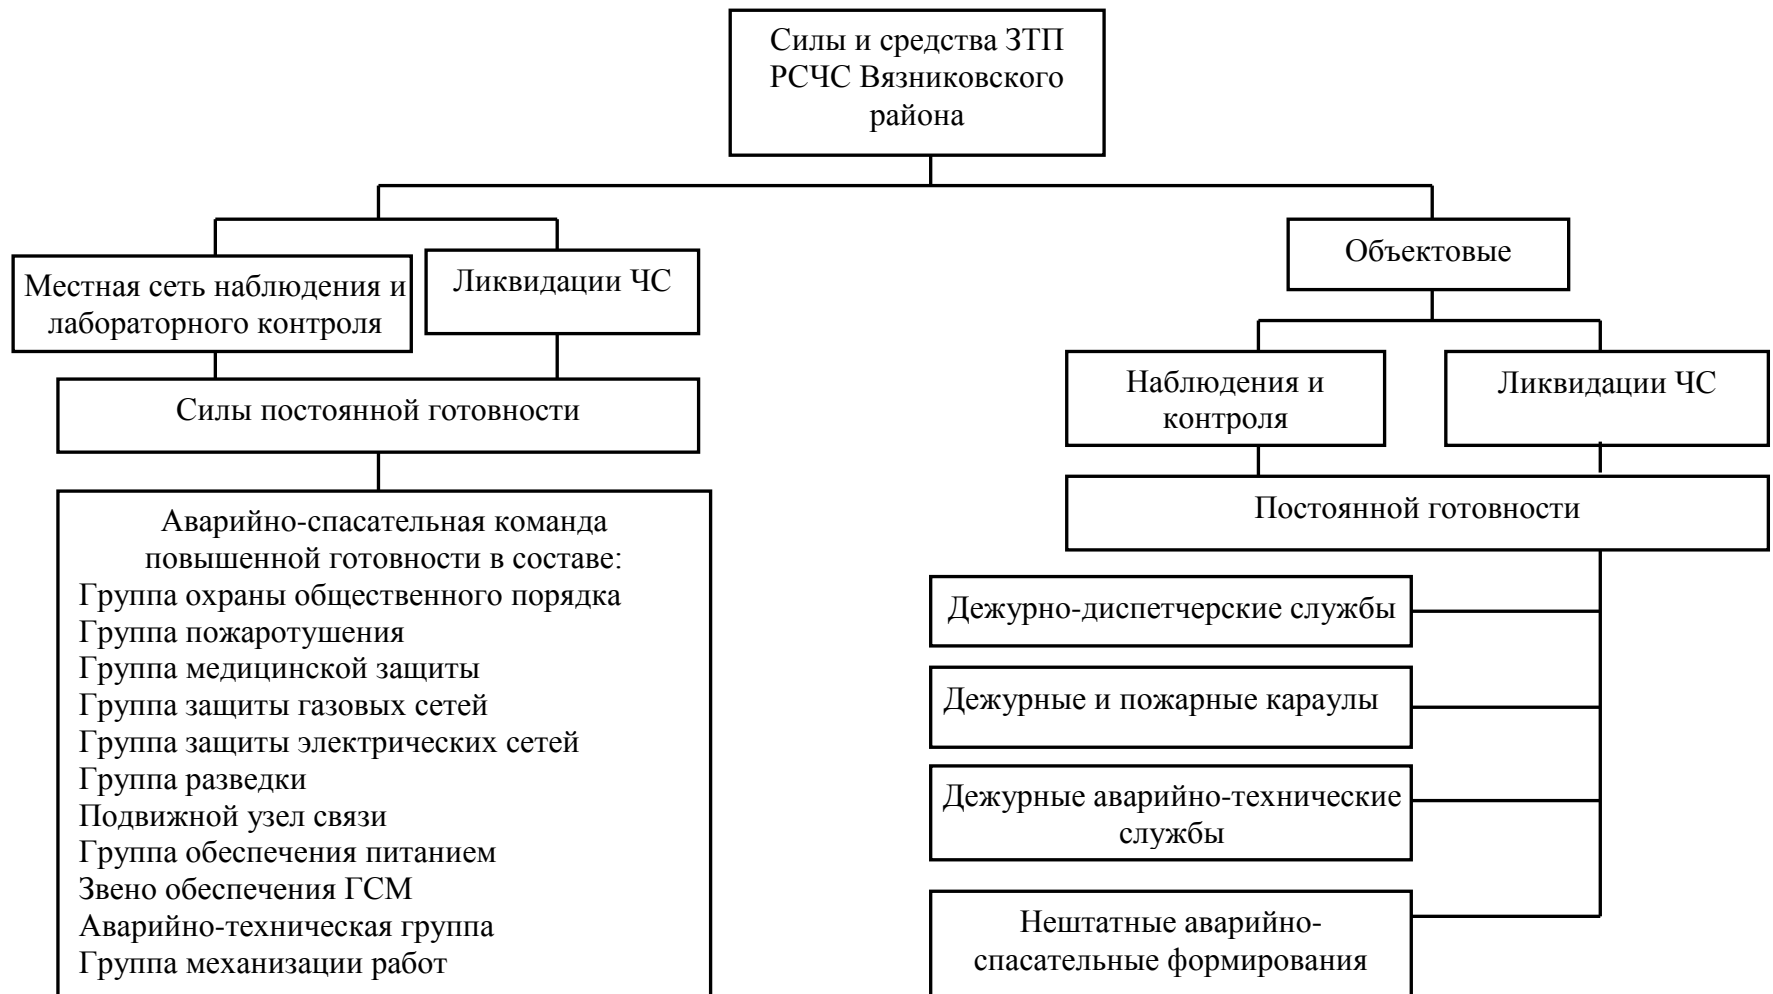 Силы и средства ЗТП
РСЧС Вязниковского
района
Местная сеть наблюдения и
лабораторного контроля
Ликвидации ЧС
Силы постоянной готовности
Аварийно-спасательная команда
повышенной готовности в составе:
Группа охраны общественного порядка
Группа пожаротушения
Группа медицинской защиты
Группа защиты газовых сетей
Группа защиты электрических сетей
Группа разведки
Подвижной узел связи
Группа обеспечения питанием
Звено обеспечения ГСМ
Аварийно-техническая группа
Группа механизации работ
Объектовые
Наблюдения и
контроля
Ликвидации ЧС
Постоянной готовности
Дежурно-диспетчерские службы
Дежурные и пожарные караулы
Дежурные аварийно-технические
службы
Нештатные аварийно-
спасательные формирования